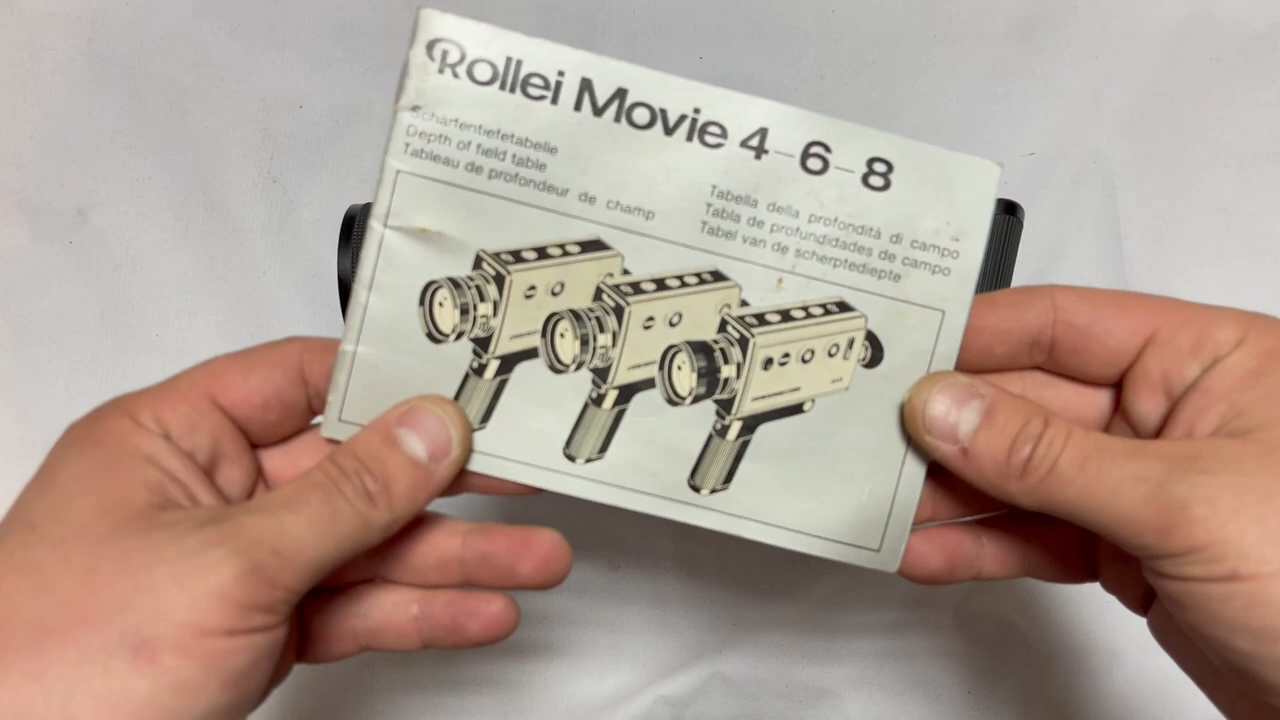 Rollei Movie 4-6-8
Schärfentiefetabelle
Depth of field table
Tableau de profondeur de champ
Tabella della profondità di campo
Tabla de profundidades de campo
Tabel van de scherptediepte